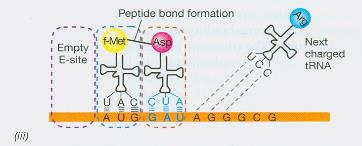 Peptide bond formation
Empty
E-site
f-Met
Asp
Arg
Next
charged
tRNA
U C C
U A C C U A
A U G G A U A G G G C G
(iii)